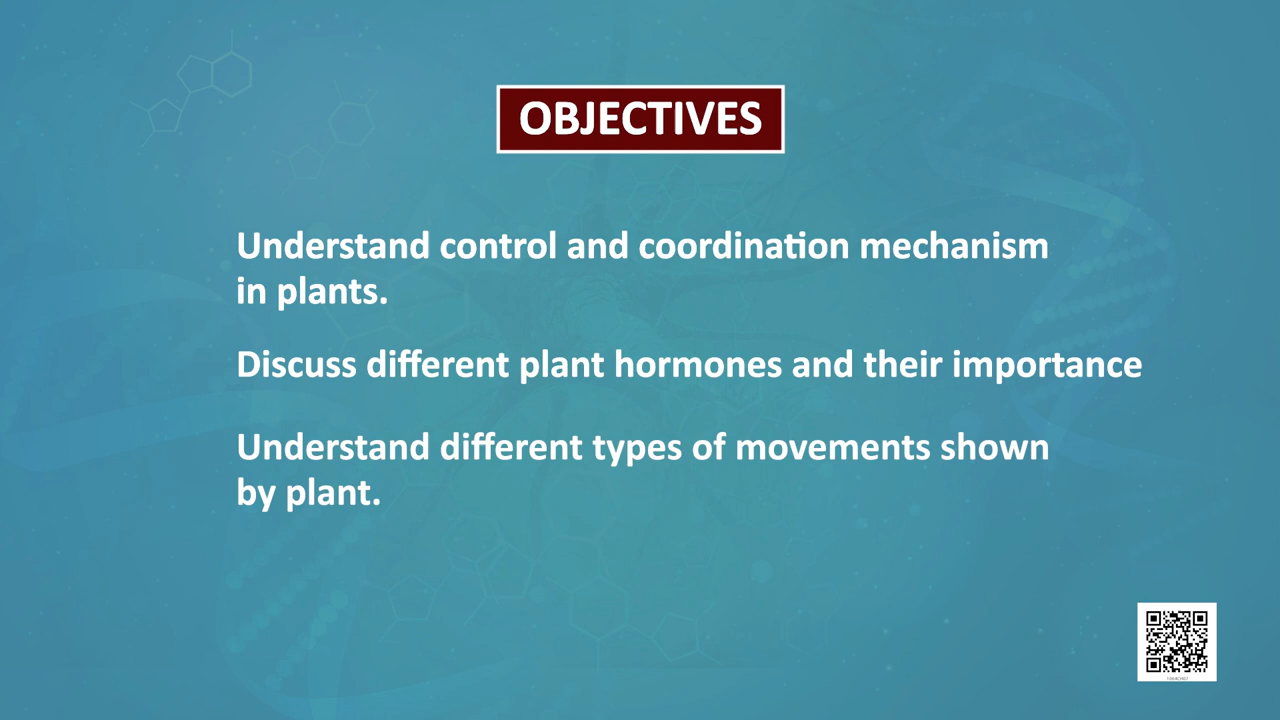 OBJECTIVES
Understand control and coordination mechanism
in plants.
Discuss different plant hormones and their importance
Understand different types of movements shown
by plant.